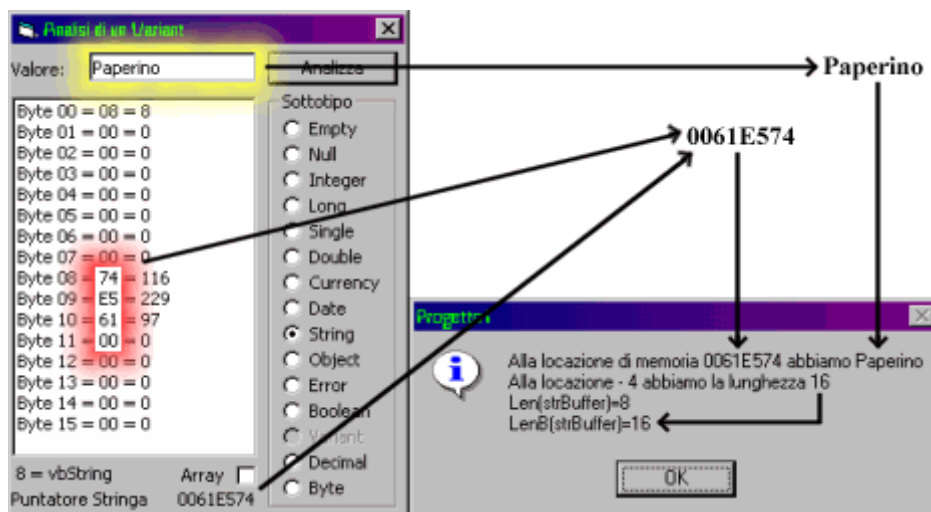 Analisi di un Variant
Valore: Paperino Analizza
Byte 00 = 08 = 8
Byte 01 = 00 = 0
Byte 02 = 00 = 0
Byte 03 = 00 = 0
Byte 04 = 00 = 0
Byte 05 = 00 = 0
Byte 06 = 00 = 0
Byte 07 = 00 = 0
Byte 08 = 74 = 116
Byte 09 = E5 = 229
Byte 10 = 61 = 97
Byte 11 = 00 = 0
Byte 12 = 00 = 0
Byte 13 = 00 = 0
Byte 14 = 00 = 0
Byte 15 = 00 = 0
Sottotipo
Empty
Null
Integer
Long
Single
Double
Currency
Date
String
Object
Error
Boolean
Variant
Decimal
Byte
8 = vbString Array
Puntatore Stringa 0061E574
Paperino
0061E574
Progetto1
Alla locazione di memoria 0061E574 abbiamo Paperino
Alla locazione - 4 abbiamo la lunghezza 16
Len(strBuffer)=8
LenB(strBuffer)=16
OK